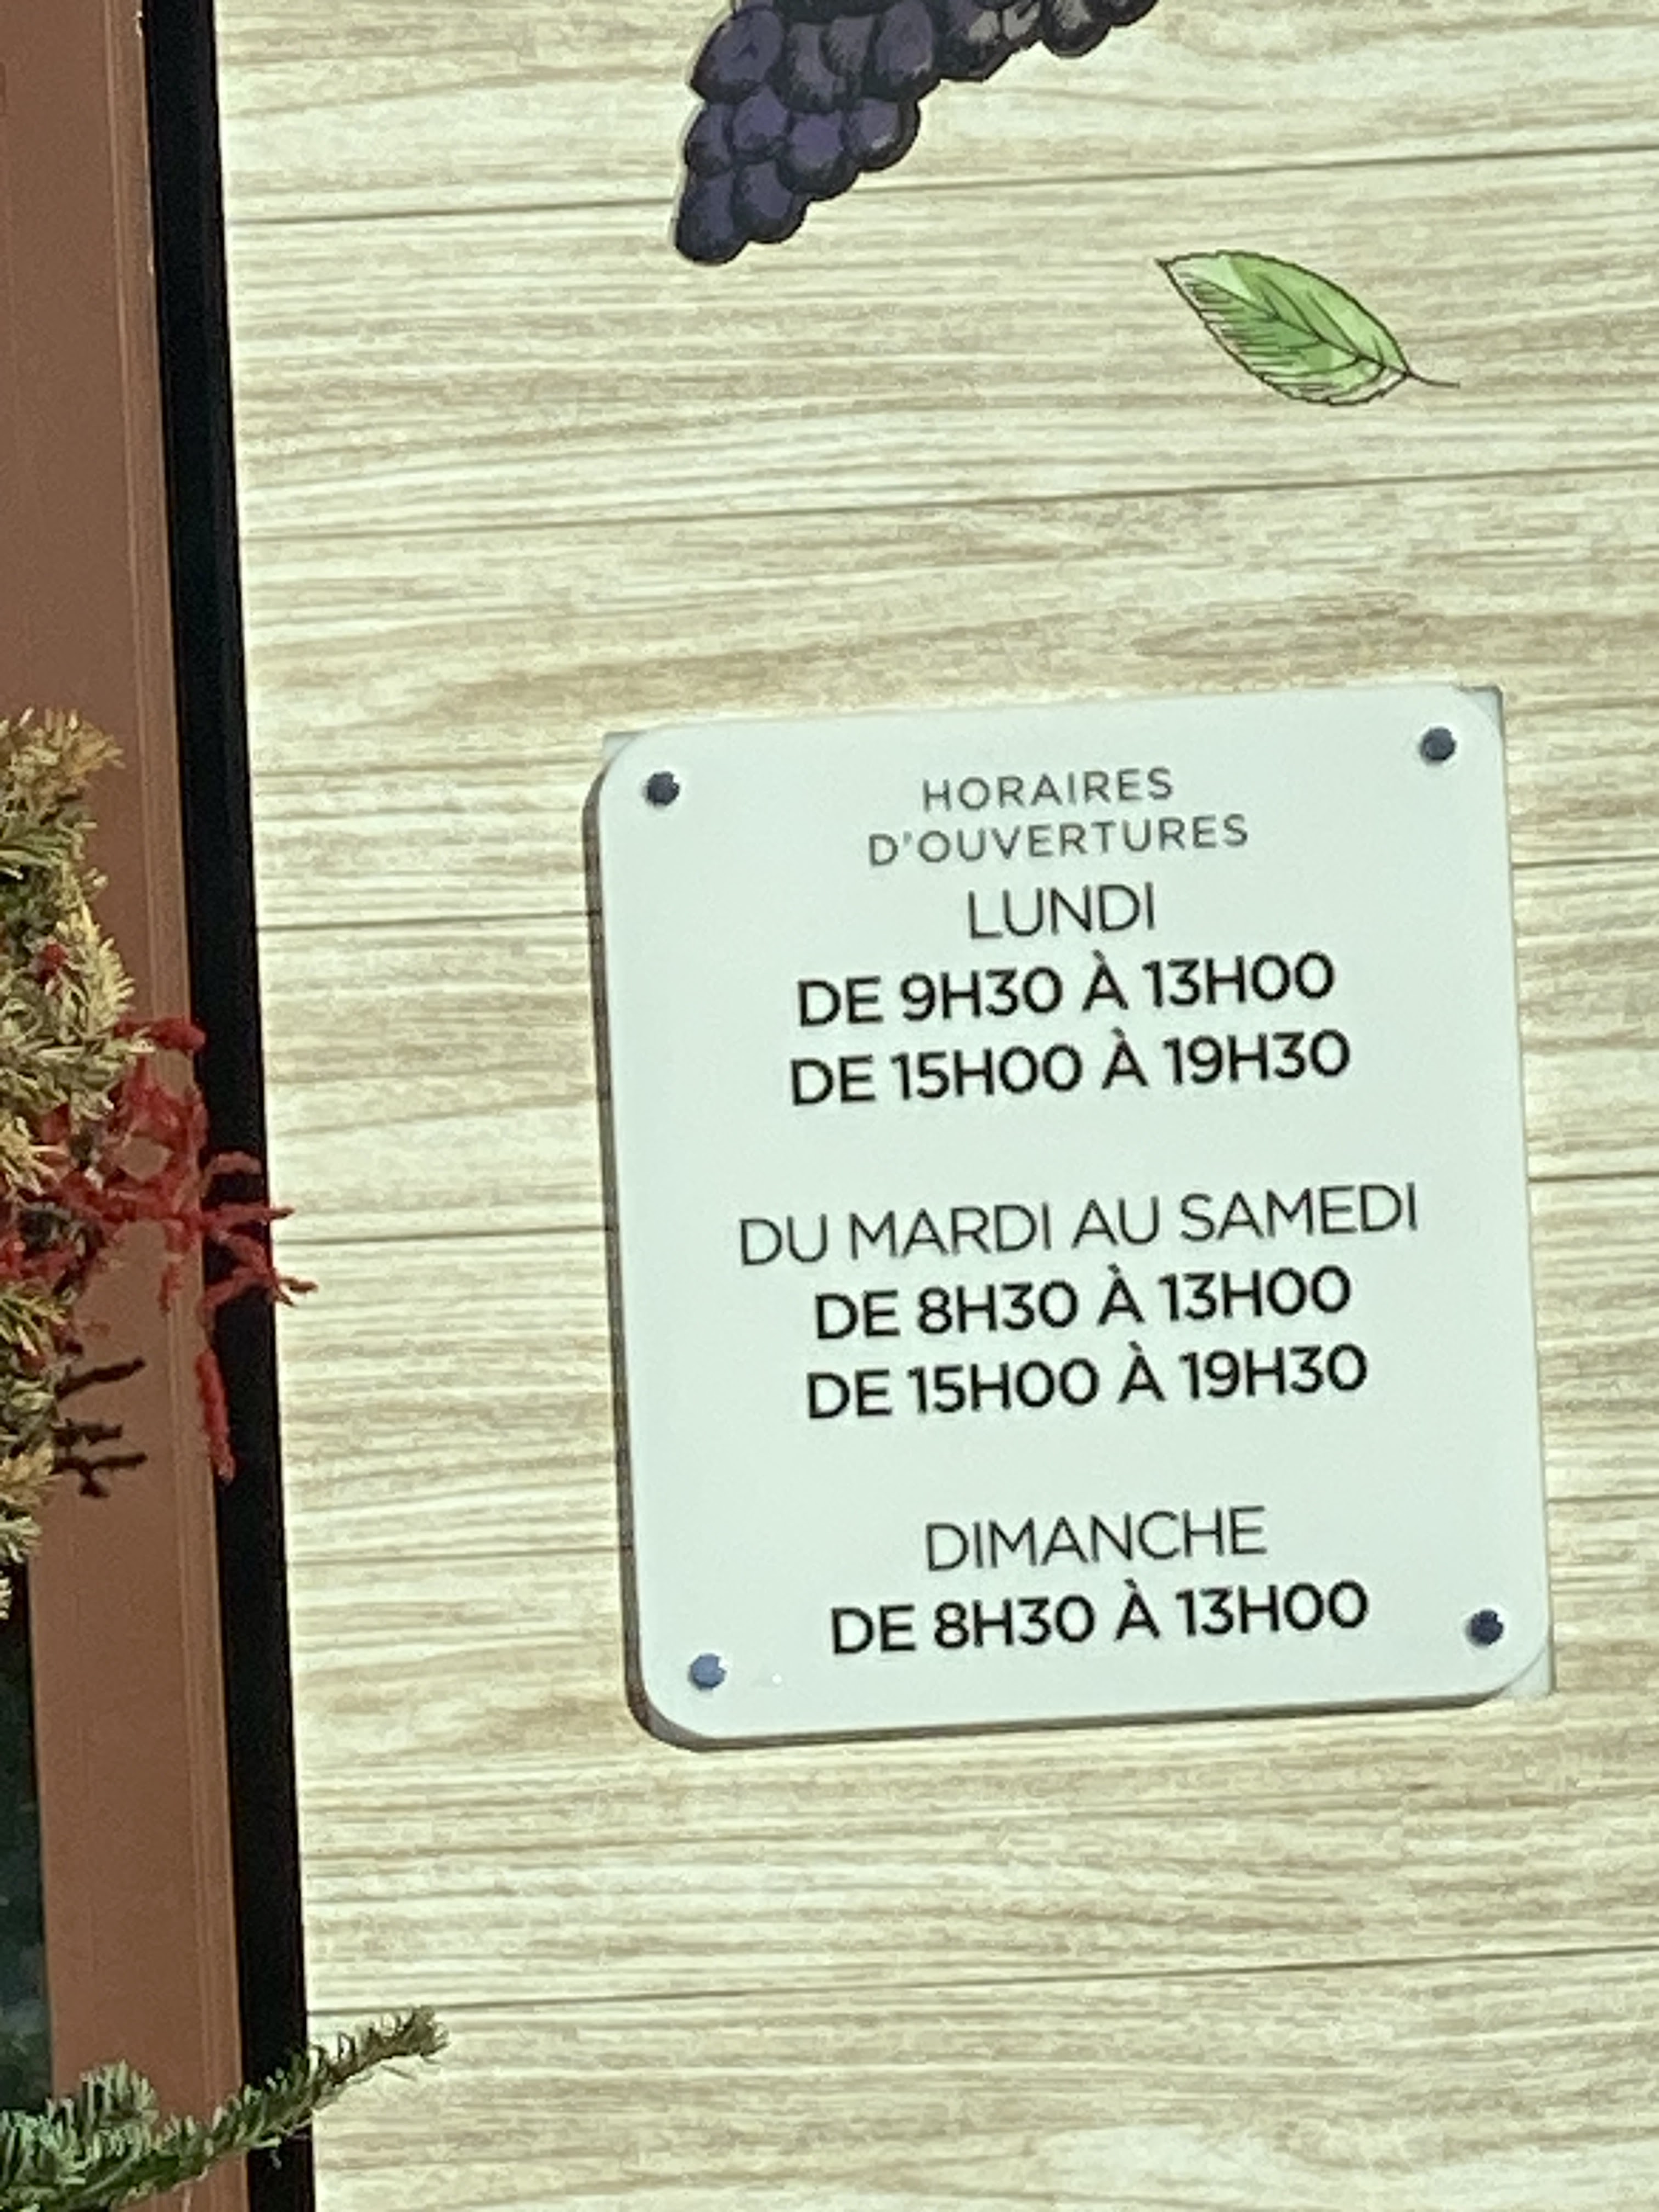 HORAIRES
D'OUVERTURES
LUNDI
DE 9H30 À 13H00
DE 15H00 À 19H30
DU MARDI AU SAMEDI
DE 8H30 À 13H00
DE 15H00 À 19H30
DIMANCHE
DE 8H30 À 13H00